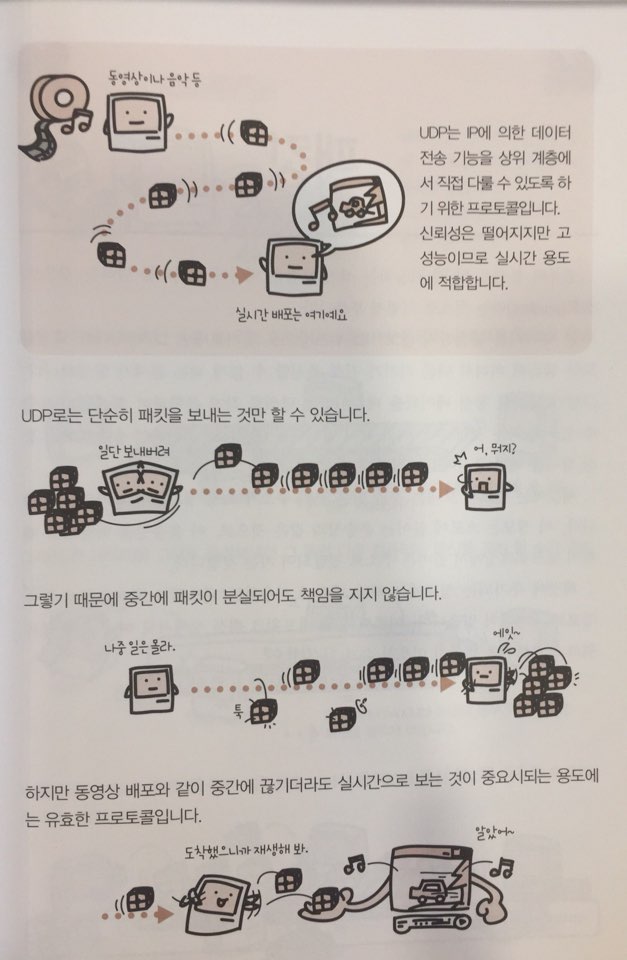 동영상이나 음악 등
UDP는 IP에 의한 데이터
전송 기능을 상위 계층에
서 직접 다룰 수 있도록 하
기 위한 프로토콜입니다.
신뢰성은 떨어지지만 고
성능이므로 실시간 용도
에 적합합니다.
실시간 배포는 여기예요
UDP로는 단순히 패킷을 보내는 것만 할 수 있습니다.
일단 보내버려
어, 뭐지?
그렇기 때문에 중간에 패킷이 분실되어도 책임을 지지 않습니다.
나중 일은 몰라.
에잇~
툭
하지만 동영상 배포와 같이 중간에 끊기더라도 실시간으로 보는 것이 중요시되는 용도에
는 유효한 프로토콜입니다.
도착했으니까 재생해 봐.
알았어~